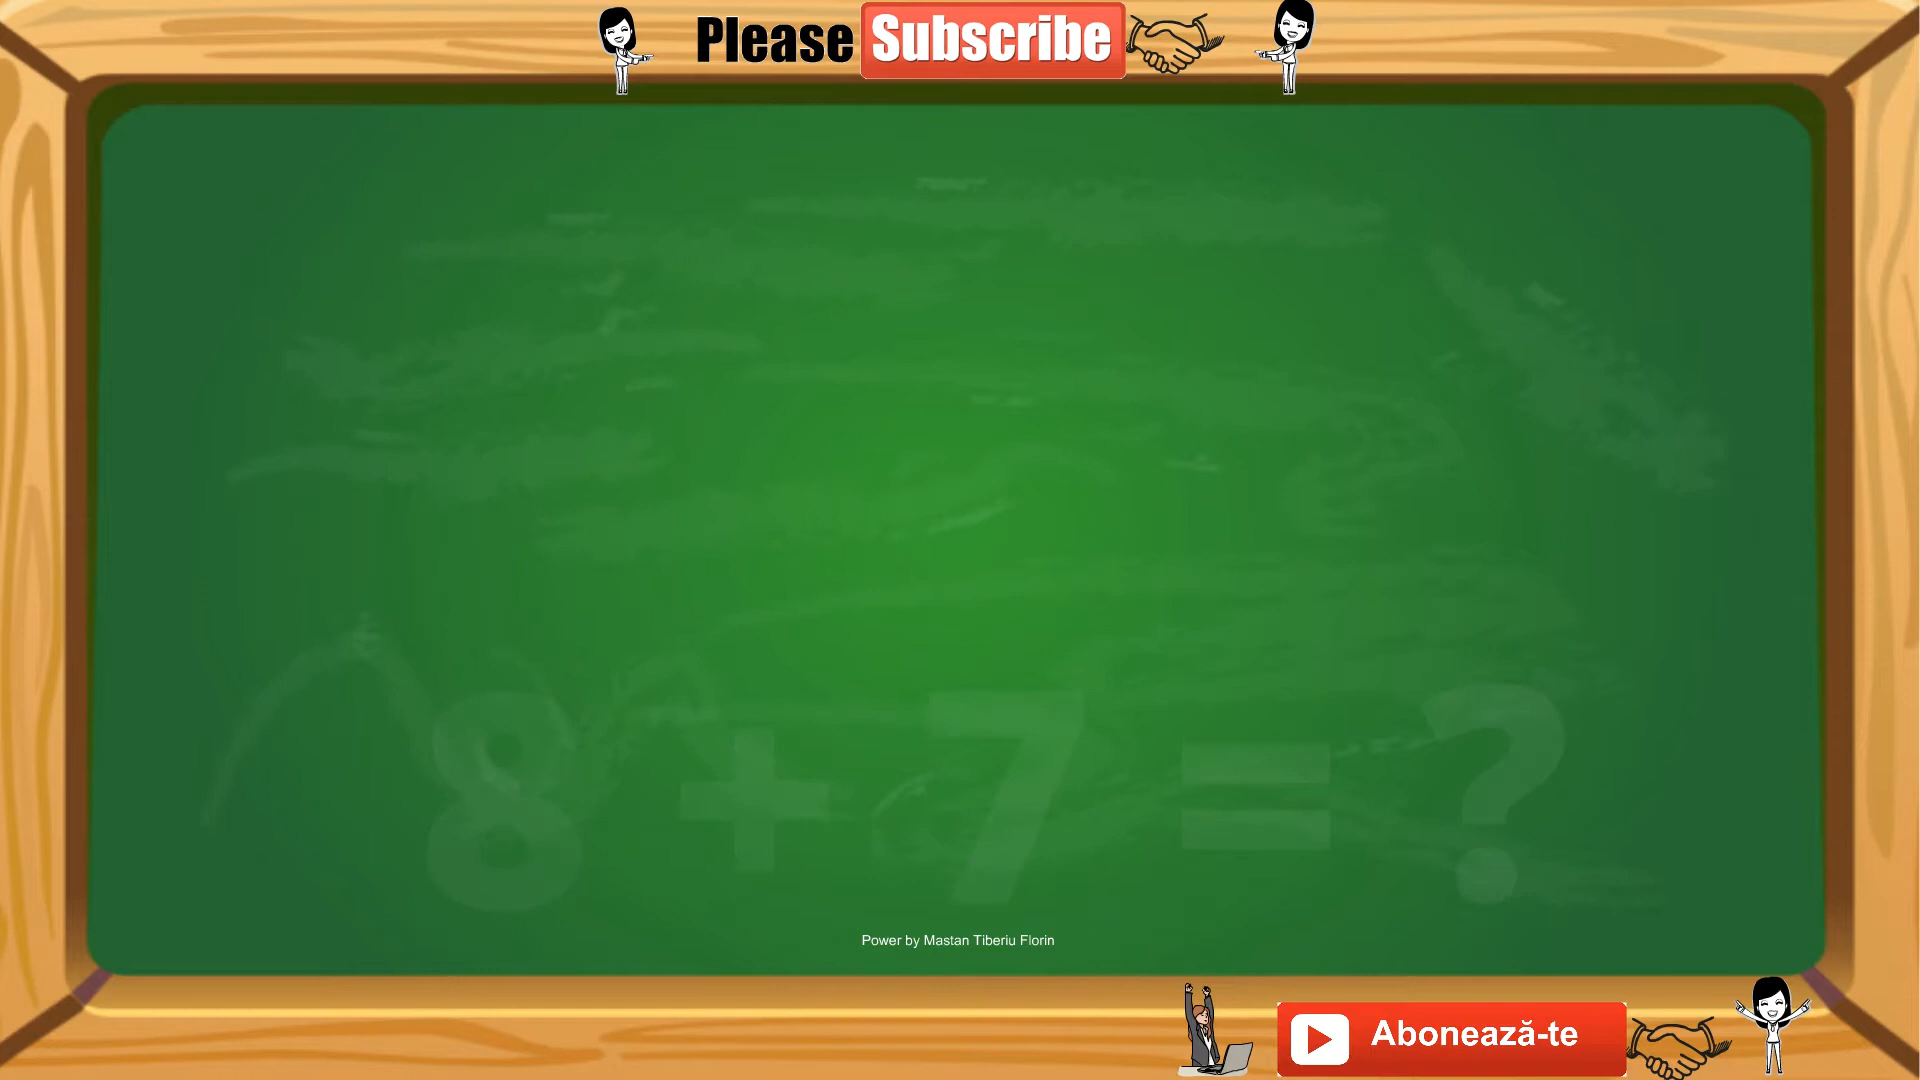 Please Subscribe
8 + 7 = ?
Power by Mastan Tiberiu Florin
Abonează-te